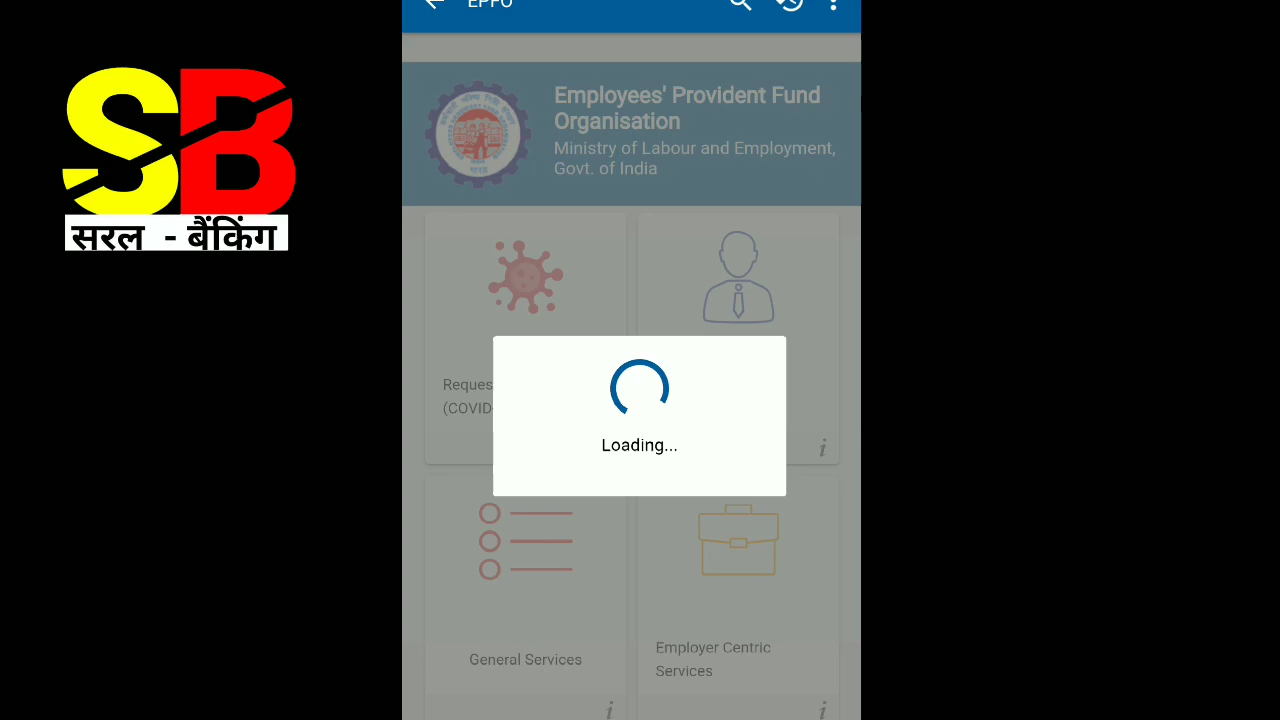 EPFO
SB
सरल - बैंकिंग
Employees' Provident Fund
Organisation
Ministry of Labour and Employment,
Govt. of India
Loading...
General Services
Employer Centric
Services